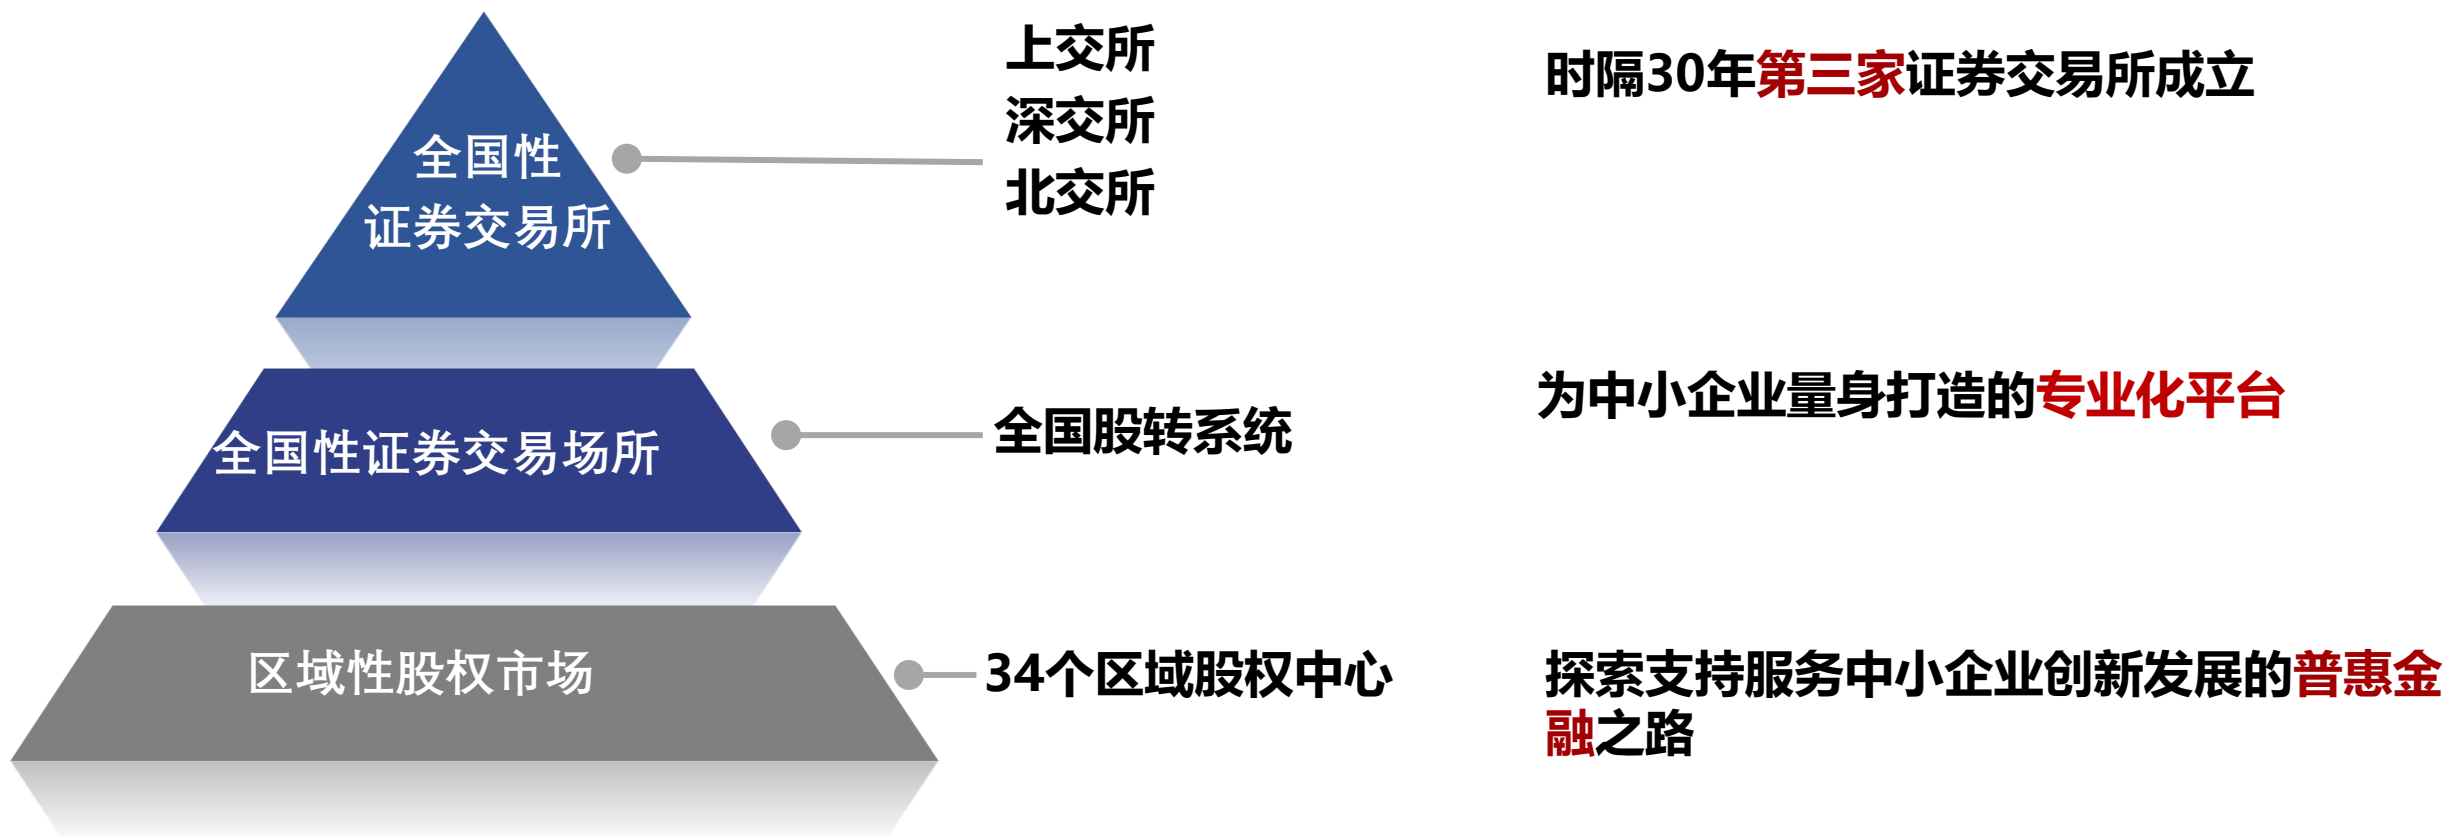 全国性
证券交易所
上交所
深交所
北交所
时隔30年第三家证券交易所成立
全国性证券交易场所
全国股转系统
为中小企业量身打造的专业化平台
区域性股权市场
34个区域股权中心
探索支持服务中小企业创新发展的普惠金
融之路